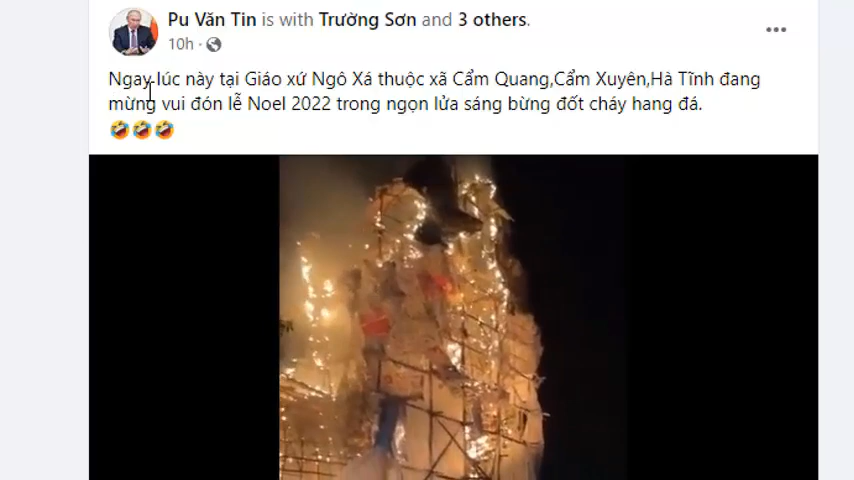 Pu Văn Tin is with Trường Sơn and 3 others.
10h ·
Ngay lúc này tại Giáo xứ Ngô Xá thuộc xã Cẩm Quang,Cẩm Xuyên,Hà Tĩnh đang
mừng vui đón lễ Noel 2022 trong ngọn lửa sáng bừng đốt cháy hang đá.